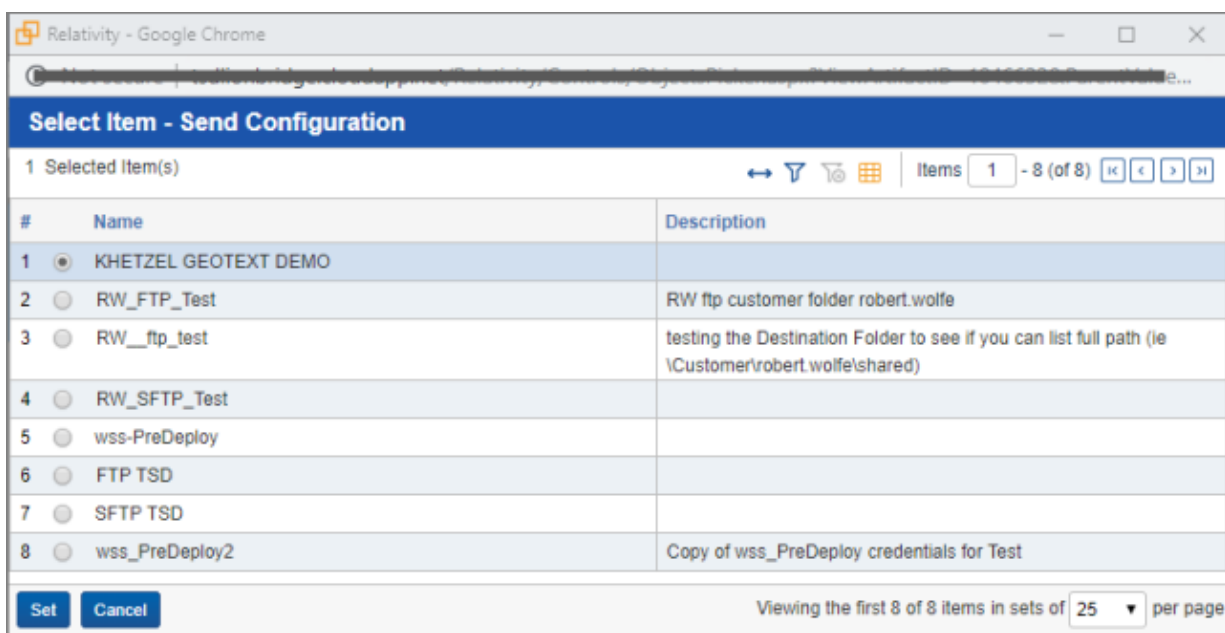 Relativity - Google Chrome
Select Item - Send Configuration
1 Selected Item(s)
Items 1 - 8 (of 8)
# Name Description
1 KHETZEL GEOTEXT DEMO
2 RW_FTP_Test RW ftp customer folder robert.wolfe
3 RW__ftp_test testing the Destination Folder to see if you can list full path (ie
\Customer\robert.wolfe\shared)
4 RW_SFTP_Test
5 wss-PreDeploy
6 FTP TSD
7 SFTP TSD
8 wss_PreDeploy2 Copy of wss_PreDeploy credentials for Test
Set Cancel Viewing the first 8 of 8 items in sets of 25 per page